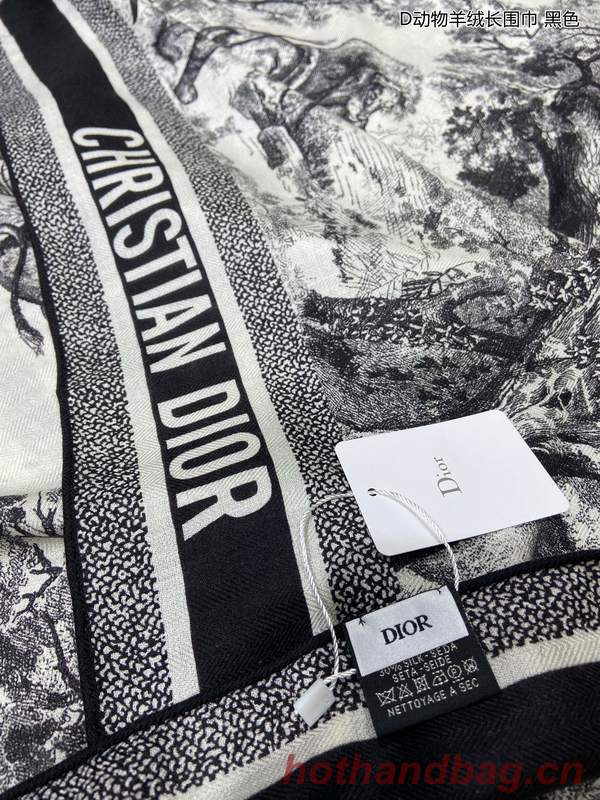 D动物羊绒长围巾 黑色
CHRISTIAN DIOR
Dior
DIOR
30% SILK - SEDA
SETA - SEIDE
NETTOYAGE A SEC
hothandbag.cn